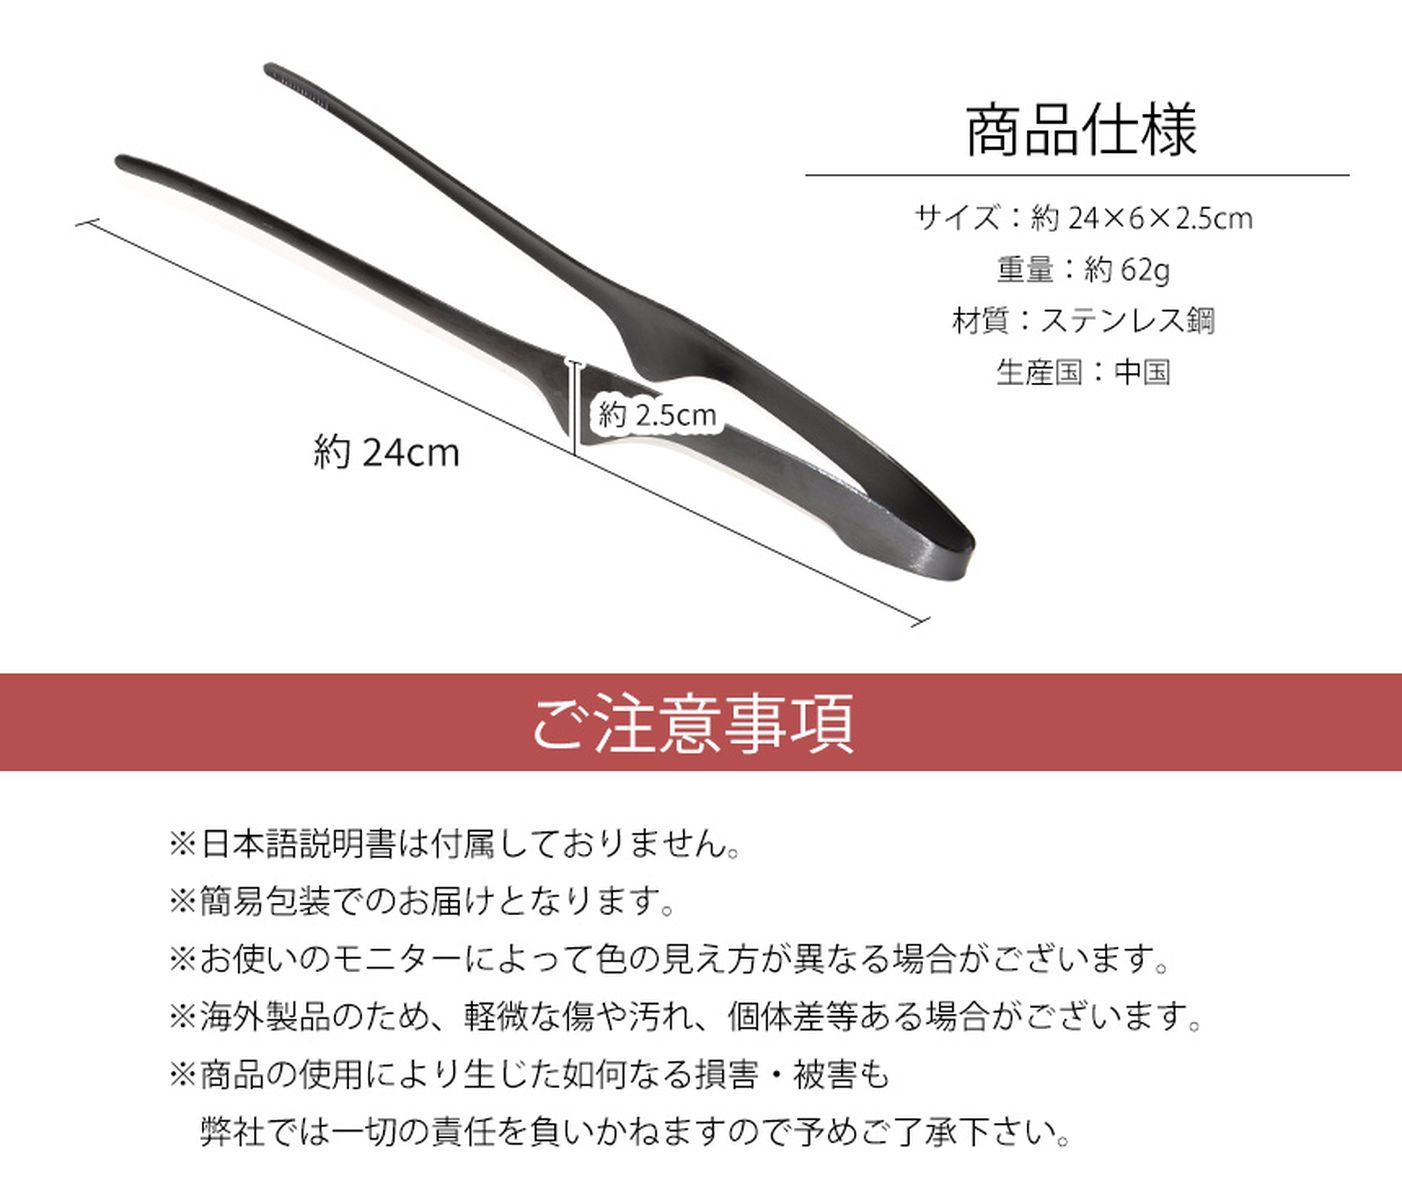 商品仕様
サイズ：約 24×6×2.5cm
重量：約 62g
材質：ステンレス鋼
生産国：中国
約 2.5cm
約 24cm
ご注意事項
※日本語説明書は付属しておりません。
※簡易包装でのお届けとなります。
※お使いのモニターによって色の見え方が異なる場合がございます。
※海外製品のため、軽微な傷や汚れ、個体差等ある場合がございます。
※商品の使用により生じた如何なる損害・被害も
弊社では一切の責任を負いかねますので予めご了承下さい。